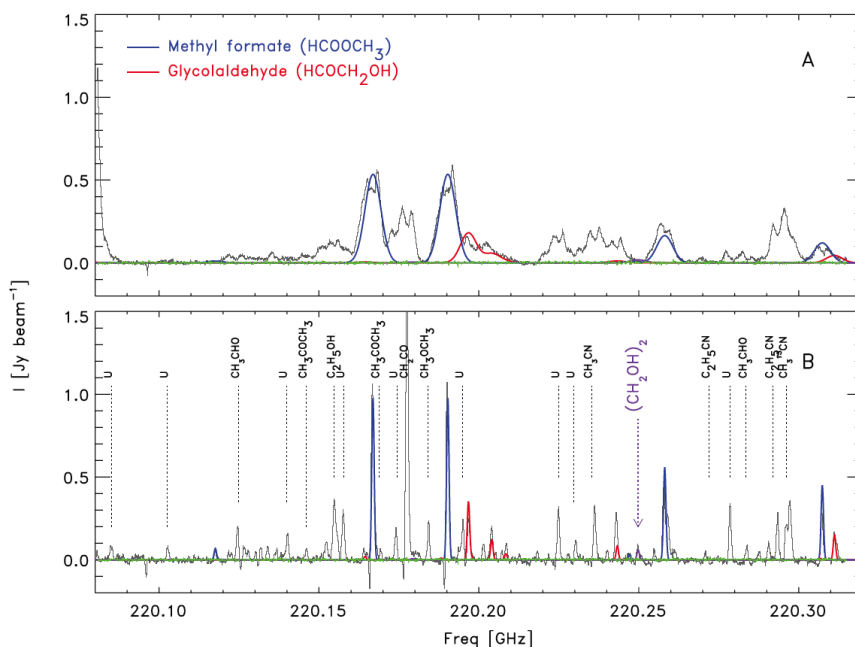 A
Methyl formate (HCOOCH₃)
Glycolaldehyde (HCOCH₂OH)
1.5
1.0
0.5
0.0
I [Jy beam⁻¹]
B
1.5
1.0
0.5
0.0
U
U
CH₃CHO
U
CH₃COCH₃
C₂H₅OH
U
CH₃COCH₃
U
CH₂CO
CH₃OCH₃
U
U
U
CH₃CN
(CH₂OH)₂
C₂H₅CN
U
CH₃CHO
C₂H₅CN
CH₃¹³CN
220.10 220.15 220.20 220.25 220.30
Freq [GHz]